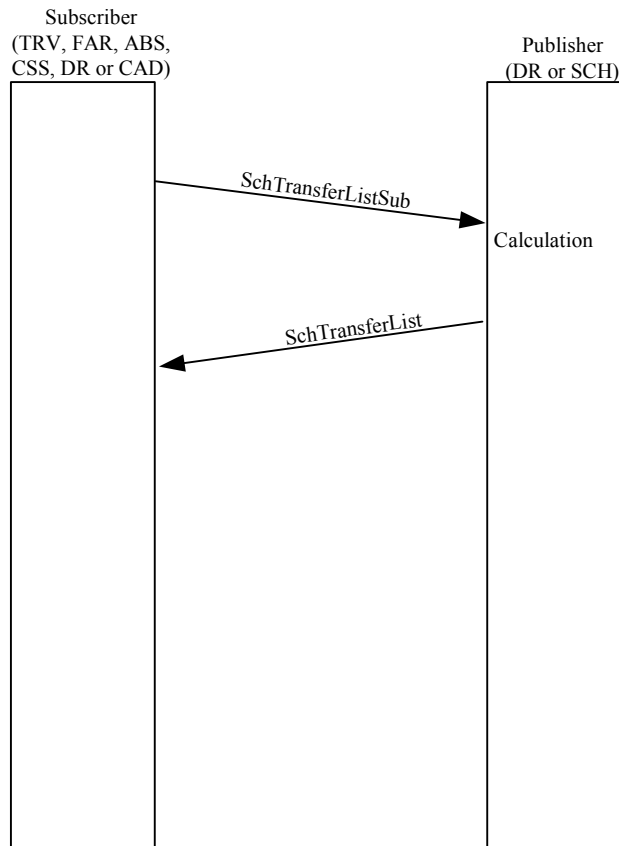 Subscriber
(TRV, FAR, ABS,
CSS, DR or CAD)
Publisher
(DR or SCH)
SchTransferListSub
Calculation
SchTransferList